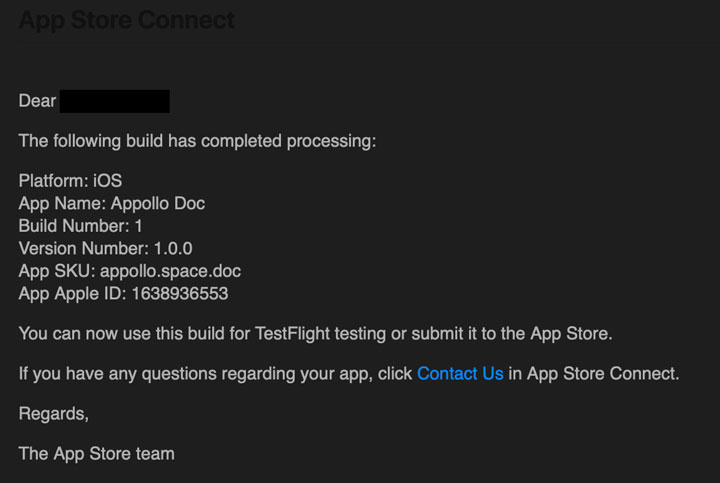 App Store Connect
Dear
The following build has completed processing:
Platform: iOS
App Name: Appollo Doc
Build Number: 1
Version Number: 1.0.0
App SKU: appollo.space.doc
App Apple ID: 1638936553
You can now use this build for TestFlight testing or submit it to the App Store.
If you have any questions regarding your app, click Contact Us in App Store Connect.
Regards,
The App Store team